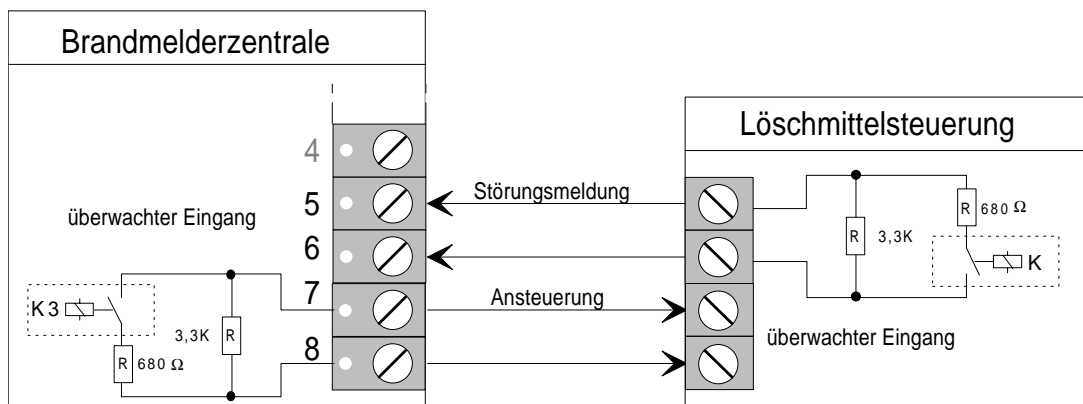 Brandmelderzentrale
Löschmittelsteuerung
4
5
Störungsmeldung
überwachter Eingang
6
R
680 Ω
R
3,3K
K
7
Ansteuerung
K3
3,3K
R
R
680 Ω
8
überwachter Eingang